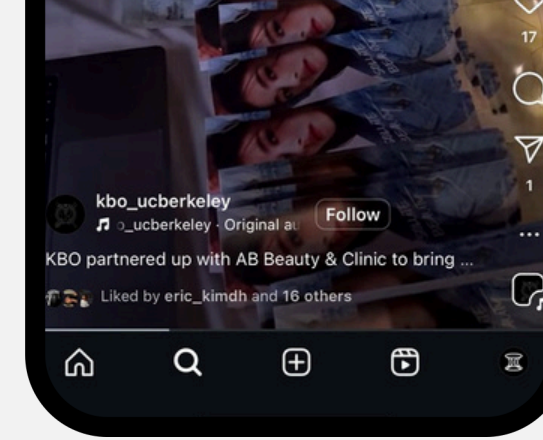 17
1
kbo_ucberkeley
o_ucberkeley · Original au
Follow
KBO partnered up with AB Beauty & Clinic to bring ...
Liked by eric_kimdh and 16 others